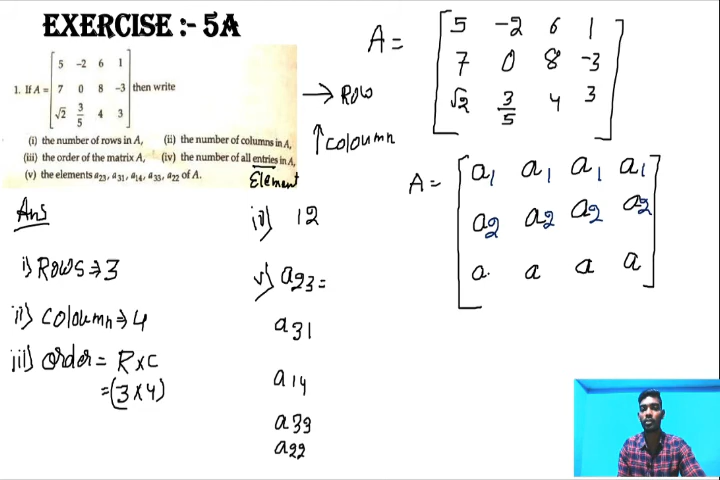 EXERCISE :- 5A
1. If A = [ 5 -2 6 1
7 0 8 -3
√2 3/5 4 3 ] then write
(i) the number of rows in A, (ii) the number of columns in A,
(iii) the order of the matrix A, (iv) the number of all entries in A,
(v) the elements a23, a31, a14, a33, a22 of A.
Element
→ Row
↑ coloumn
A = [ 5 -2 6 1
7 0 8 -3
√2 3/5 4 3 ]
A = [ a1 a1 a1 a1
a2 a2 a2 a2
a a a a ]
Ans
i) Rows ⇒ 3
ii) coloumn ⇒ 4
iii) order = R×C
= (3×4)
iv) 12
v) a23 =
a31
a14
a33
a22